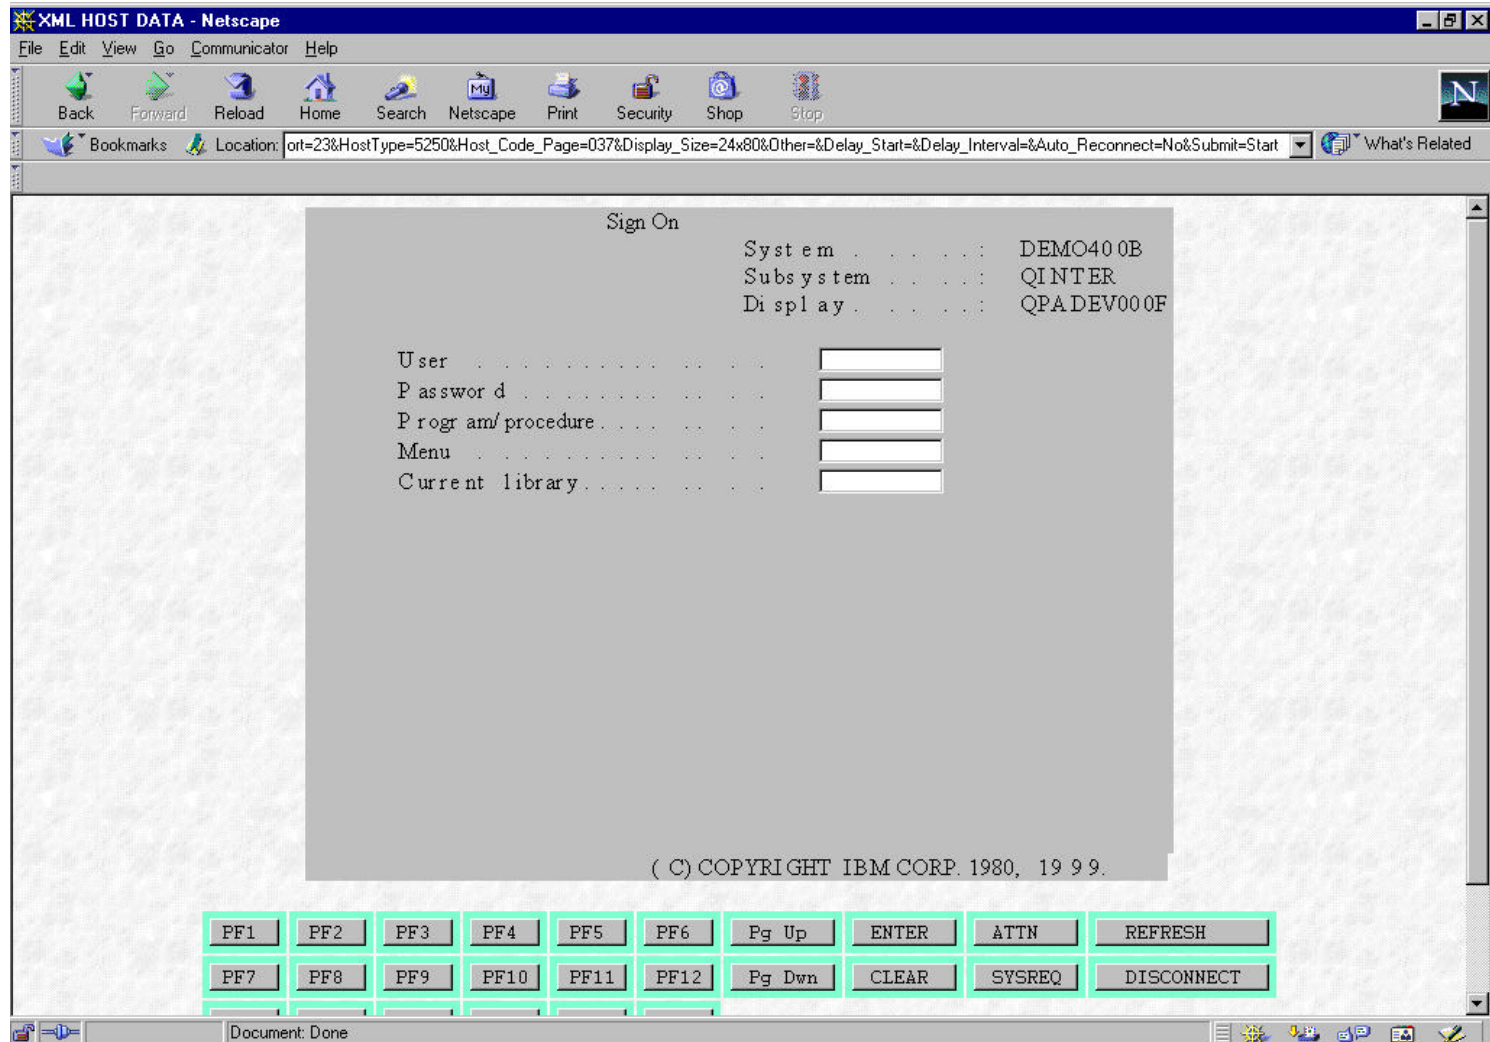 XML HOST DATA - Netscape
File Edit View Go Communicator Help
Back Forward Reload Home Search Netscape Print Security Shop Stop
My
N
Bookmarks Location: ort=23&HostType=5250&Host_Code_Page=037&Display_Size=24x80&Other=&Delay_Start=&Delay_Interval=&Auto_Reconnect=No&Submit=Start What's Related
Sign On
System . . . . . : DEMO400B
Subsystem . . . . : QINTER
Display . . . . . : QPADEV000F
User . . . . . . . . . . . . . .
Password . . . . . . . . . . . .
Program/procedure . . . . . . . .
Menu . . . . . . . . . . . . . .
Current library . . . . . . . . .
( C) COPYRIGHT IBM CORP. 1980, 1999.
PF1 PF2 PF3 PF4 PF5 PF6 Pg Up ENTER ATTN REFRESH
PF7 PF8 PF9 PF10 PF11 PF12 Pg Dwn CLEAR SYSREQ DISCONNECT
Document: Done